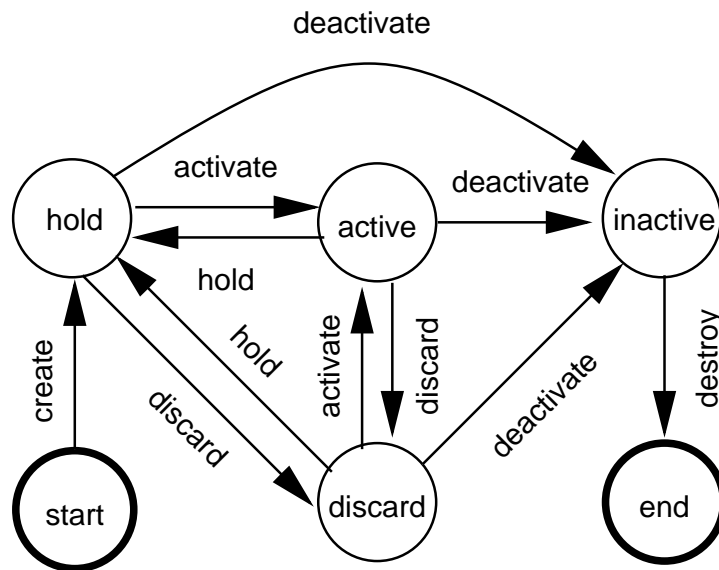 deactivate
activate
deactivate
hold
active
inactive
hold
hold
create
discard
activate
discard
deactivate
destroy
start
discard
end